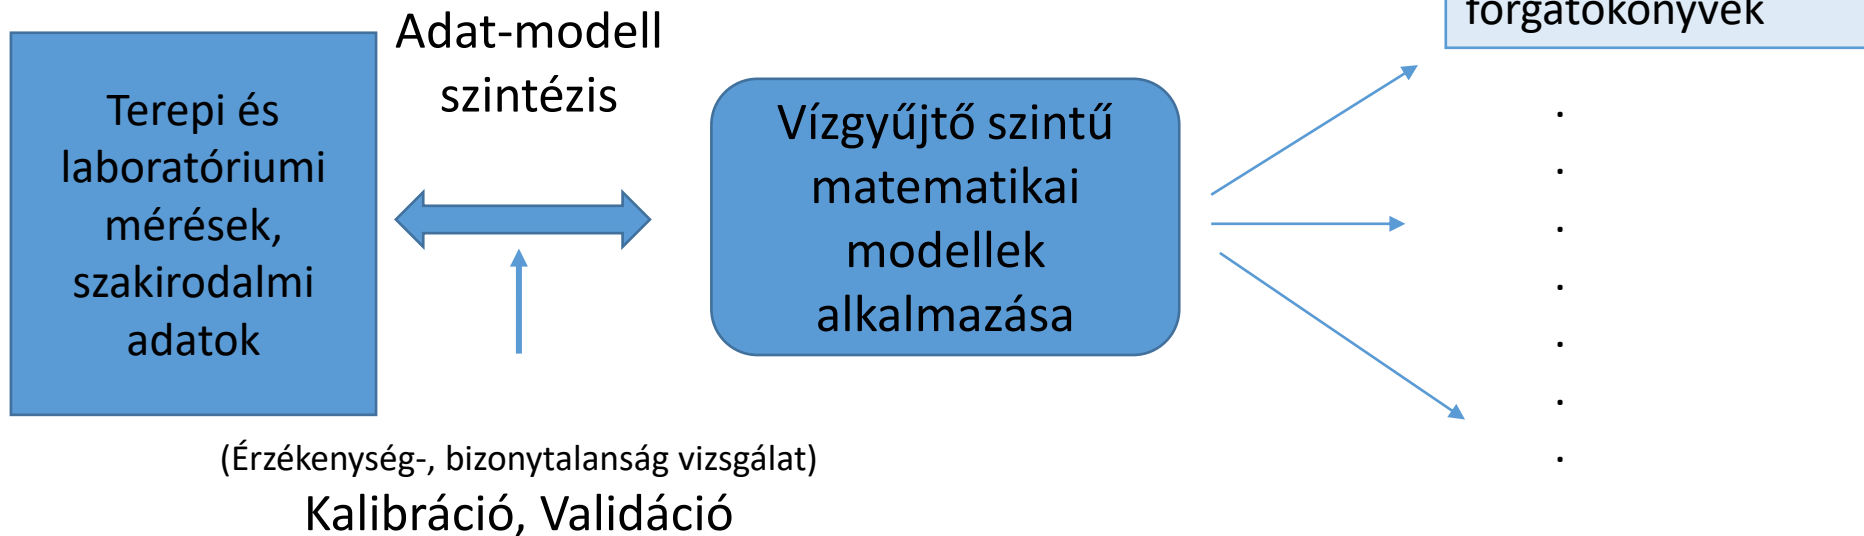 Adat-modell
szintézis
Terepi és
laboratóriumi
mérések,
szakirodalmi
adatok
Vízgyűjtő szintű
matematikai
modellek
alkalmazása
forgatókönyvek
.
.
.
.
.
.
.
(Érzékenység-, bizonytalanság vizsgálat)
Kalibráció, Validáció